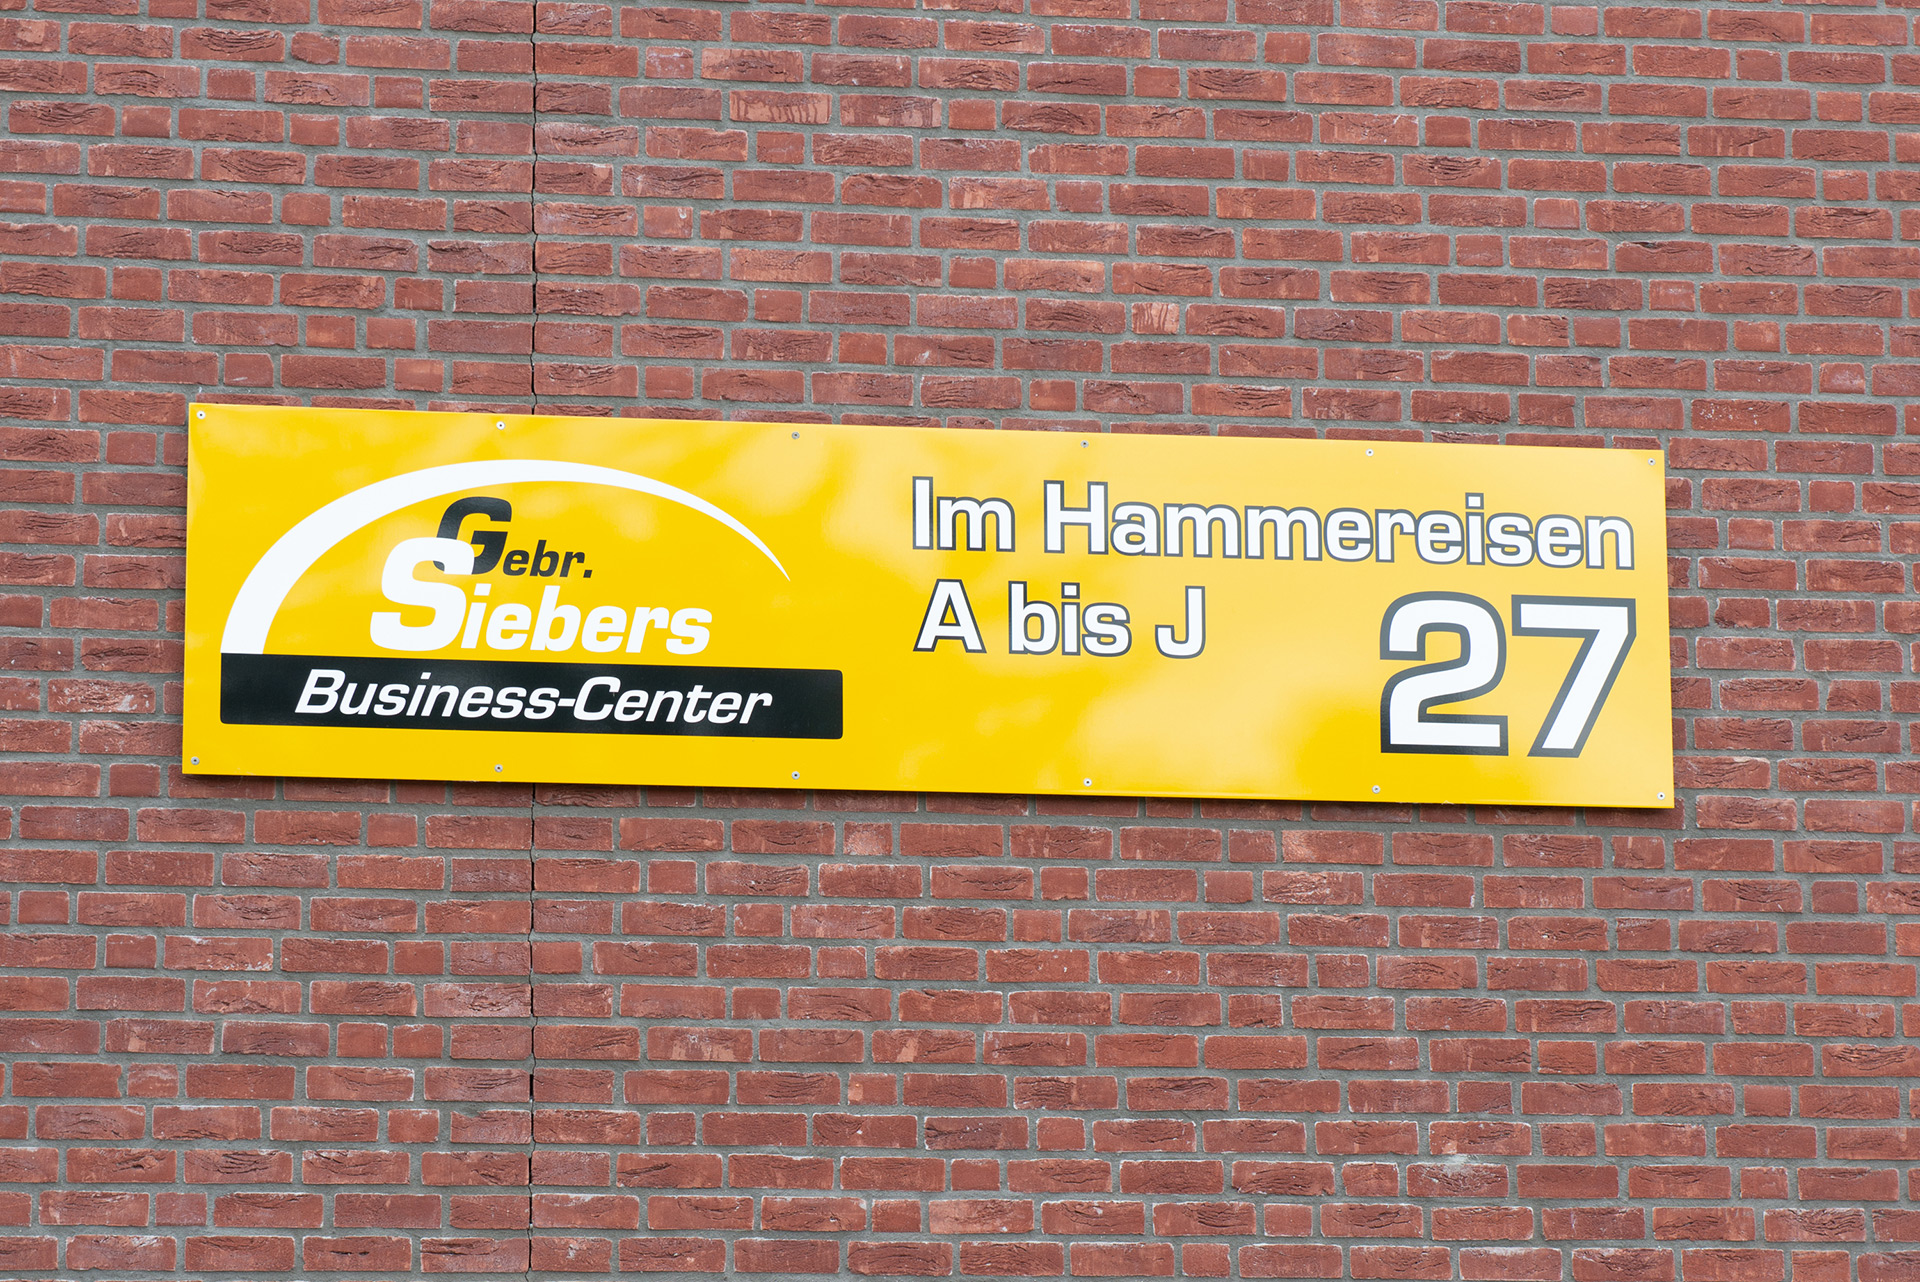 Gebr.
Siebers
Business-Center
Im Hammereisen
A bis J
27